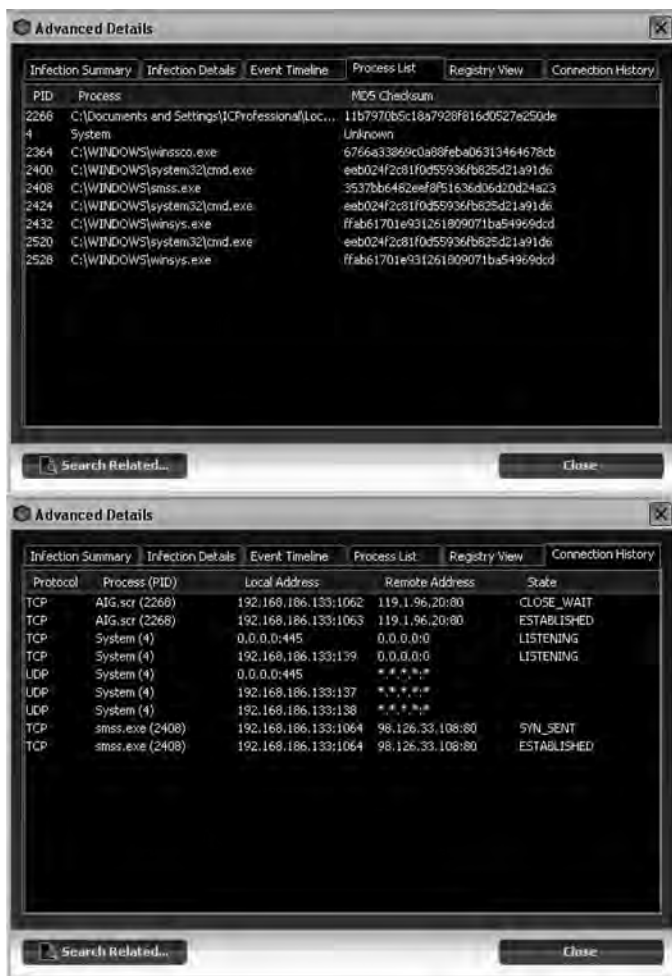 Advanced Details
Infection Summary Infection Details Event Timeline Process List Registry View Connection History
PID Process MD5 Checksum
2268 C:\Documents and Settings\ICProfessional\Loc... 11b7970b5c18a7928f816d0527e250de
4 System Unknown
2364 C:\WINDOWS\winssco.exe 6766a33869c0a88feba06313464678cb
2400 C:\WINDOWS\system32\cmd.exe eeb024f2c81f0d55936fb825d21a91d6
2408 C:\WINDOWS\smss.exe 3537bb6482eef8f51636d06d20d24a23
2424 C:\WINDOWS\system32\cmd.exe eeb024f2c81f0d55936fb825d21a91d6
2432 C:\WINDOWS\winsys.exe ffab61701e931261809071ba54969dcd
2520 C:\WINDOWS\system32\cmd.exe eeb024f2c81f0d55936fb825d21a91d6
2528 C:\WINDOWS\winsys.exe ffab61701e931261809071ba54969dcd
Search Related... Close
Advanced Details
Infection Summary Infection Details Event Timeline Process List Registry View Connection History
Protocol Process (PID) Local Address Remote Address State
TCP AIG.scr (2268) 192.168.186.133:1062 119.1.96.20:80 CLOSE_WAIT
TCP AIG.scr (2268) 192.168.186.133:1063 119.1.96.20:80 ESTABLISHED
TCP System (4) 0.0.0.0:445 0.0.0.0:0 LISTENING
TCP System (4) 192.168.186.133:139 0.0.0.0:0 LISTENING
UDP System (4) 0.0.0.0:445 *.*.*.*:*
UDP System (4) 192.168.186.133:137 *.*.*.*:*
UDP System (4) 192.168.186.133:138 *.*.*.*:*
TCP smss.exe (2408) 192.168.186.133:1064 98.126.33.108:80 SYN_SENT
TCP smss.exe (2408) 192.168.186.133:1064 98.126.33.108:80 ESTABLISHED
Search Related... Close